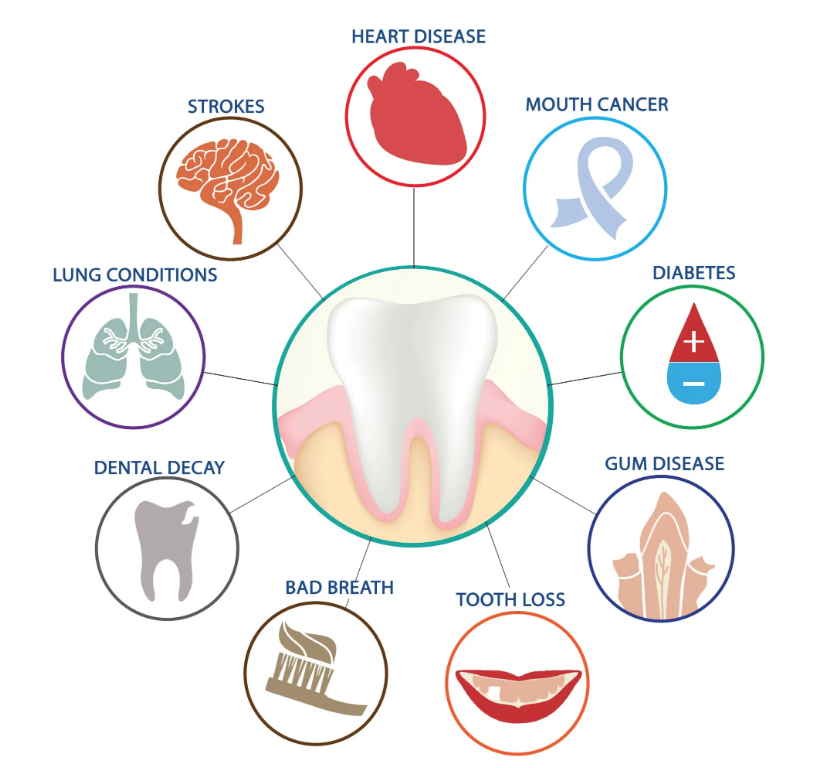 HEART DISEASE
STROKES
MOUTH CANCER
LUNG CONDITIONS
DIABETES
+
−
DENTAL DECAY
GUM DISEASE
BAD BREATH
TOOTH LOSS